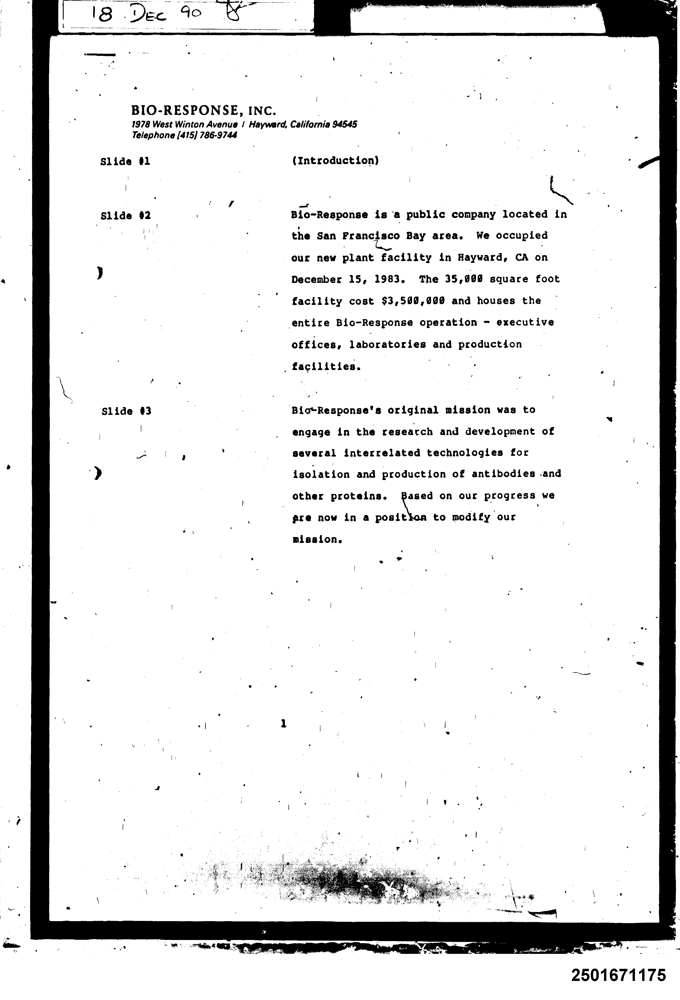 18 DEC 90
BIO-RESPONSE, INC.
1978 West Winton Avenue / Hayward, California 94545
Telephone [415] 786-9744
Slide #1 (Introduction)
Slide #2 Bio-Response is a public company located in
the San Francisco Bay area. We occupied
our new plant facility in Hayward, CA on
December 15, 1983. The 35,000 square foot
facility cost $3,500,000 and houses the
entire Bio-Response operation - executive
offices, laboratories and production
facilities.
Slide #3 Bio-Response's original mission was to
engage in the research and development of
several interrelated technologies for
isolation and production of antibodies and
other proteins. Based on our progress we
are now in a position to modify our
mission.
1
2501671175